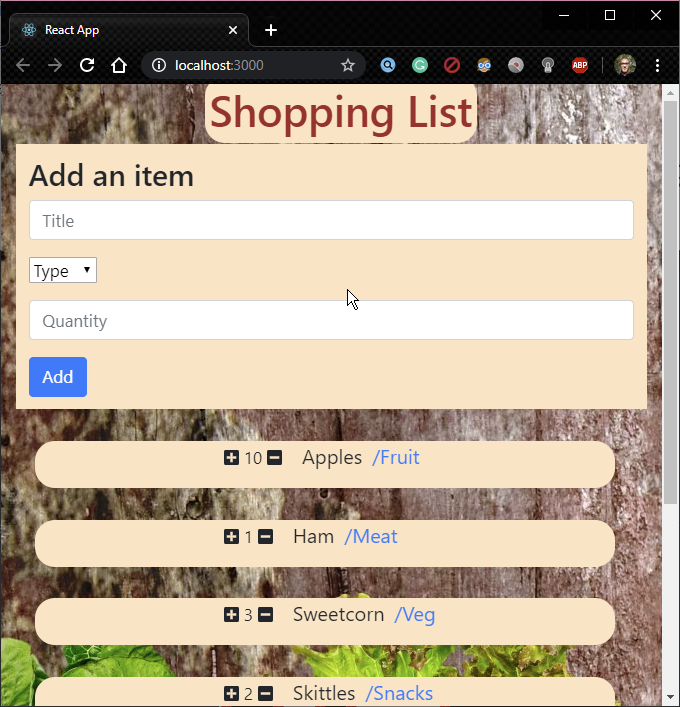 React App
localhost:3000
ABP
Shopping List
Add an item
Title
Type
Quantity
Add
10 Apples /Fruit
1 Ham /Meat
3 Sweetcorn /Veg
2 Skittles /Snacks